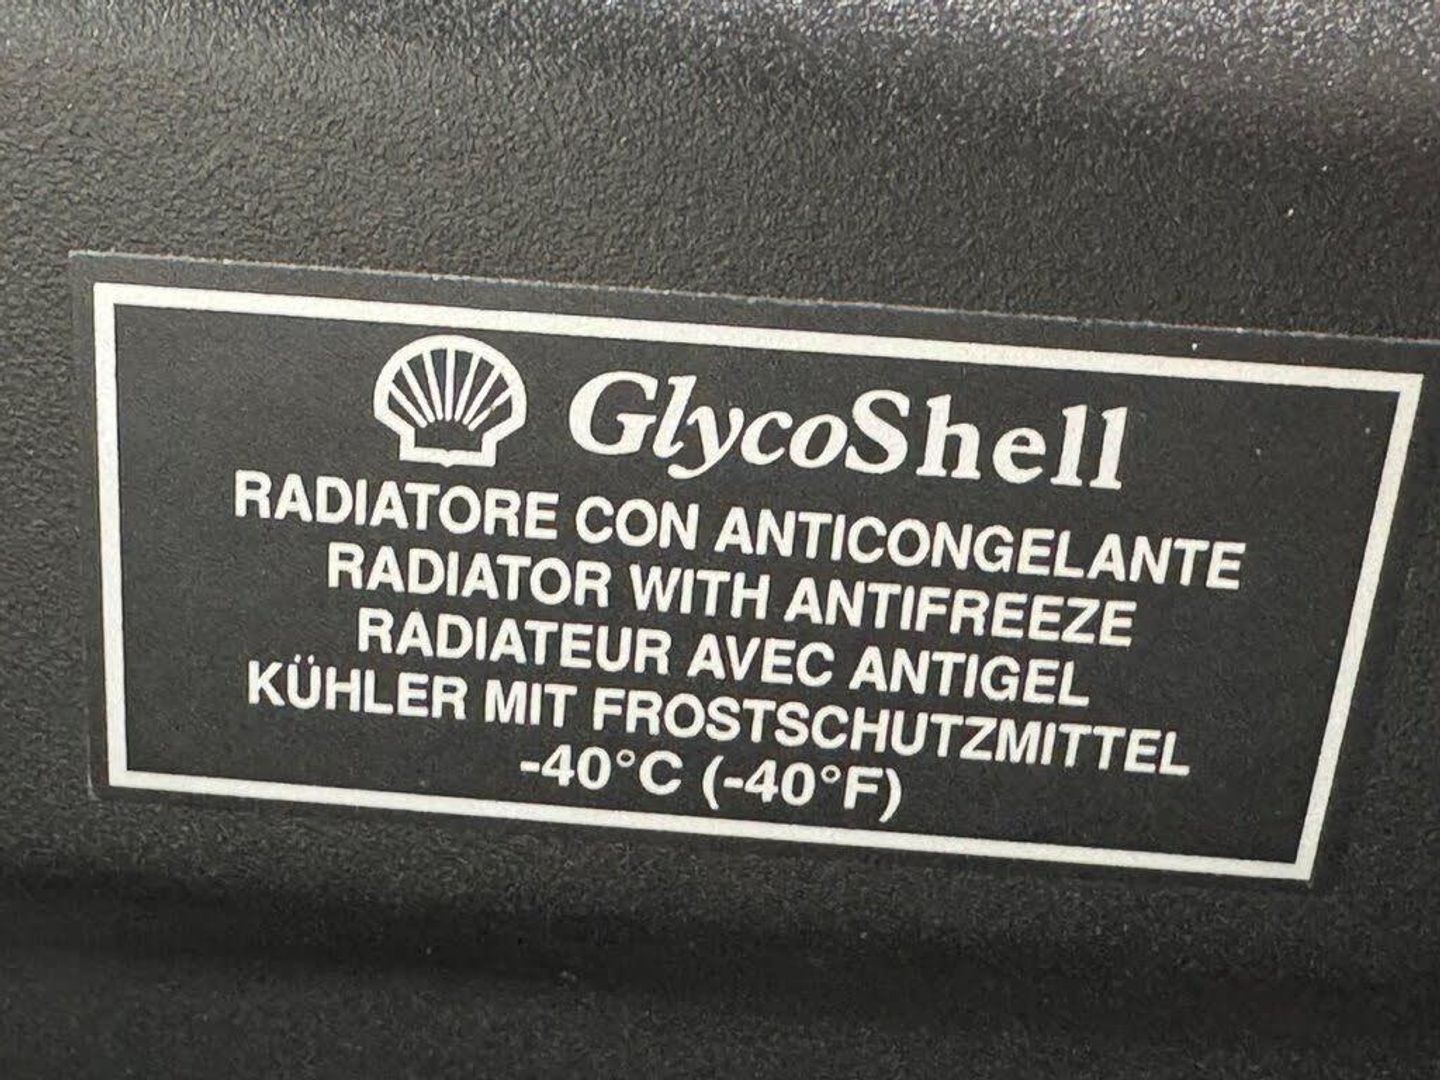 GlycoShell
RADIATORE CON ANTICONGELANTE
RADIATOR WITH ANTIFREEZE
RADIATEUR AVEC ANTIGEL
KÜHLER MIT FROSTSCHUTZMITTEL
-40°C (-40°F)